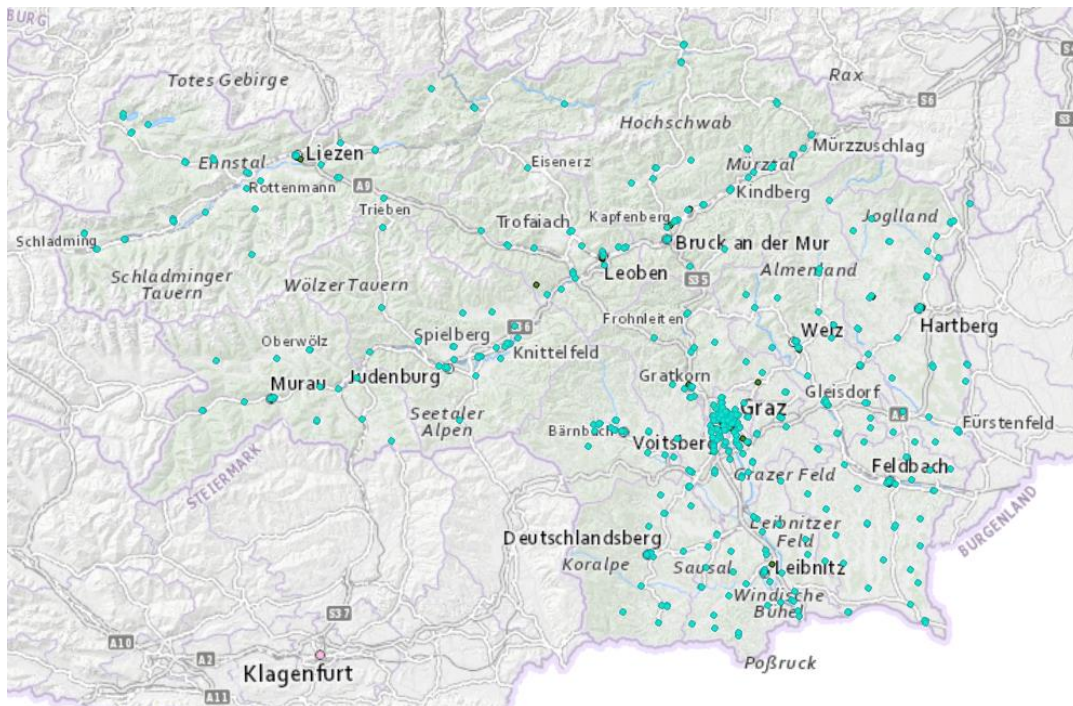 BURG
Totes Gebirge
Rax
S4
S6
S3
Hochschwab
Mürzzuschlag
Liezen
Ennstal
Eisenerz
Mürztal
Rottenmann
A9
Kindberg
Trieben
Trofaiach
Kapfenberg
Joglland
Schladming
Bruck an der Mur
Leoben
Almenland
Schladminger
Tauern
Wölzer Tauern
S35
Frohnleiten
Spielberg
S36
Weiz
Hartberg
Oberwölz
Knittelfeld
Murau
Judenburg
Gratkorn
Gleisdorf
Seetaler
Alpen
Graz
A2
Fürstenfeld
Bärnbach
Voitsberg
STEIERMARK
Grazer Feld
Feldbach
BURGENLAND
Leibnitzer
Feld
Deutschlandsberg
Koralpe
Sausal
Leibnitz
Windische
Bühel
S37
A10
A2
Klagenfurt
Poßruck
A11